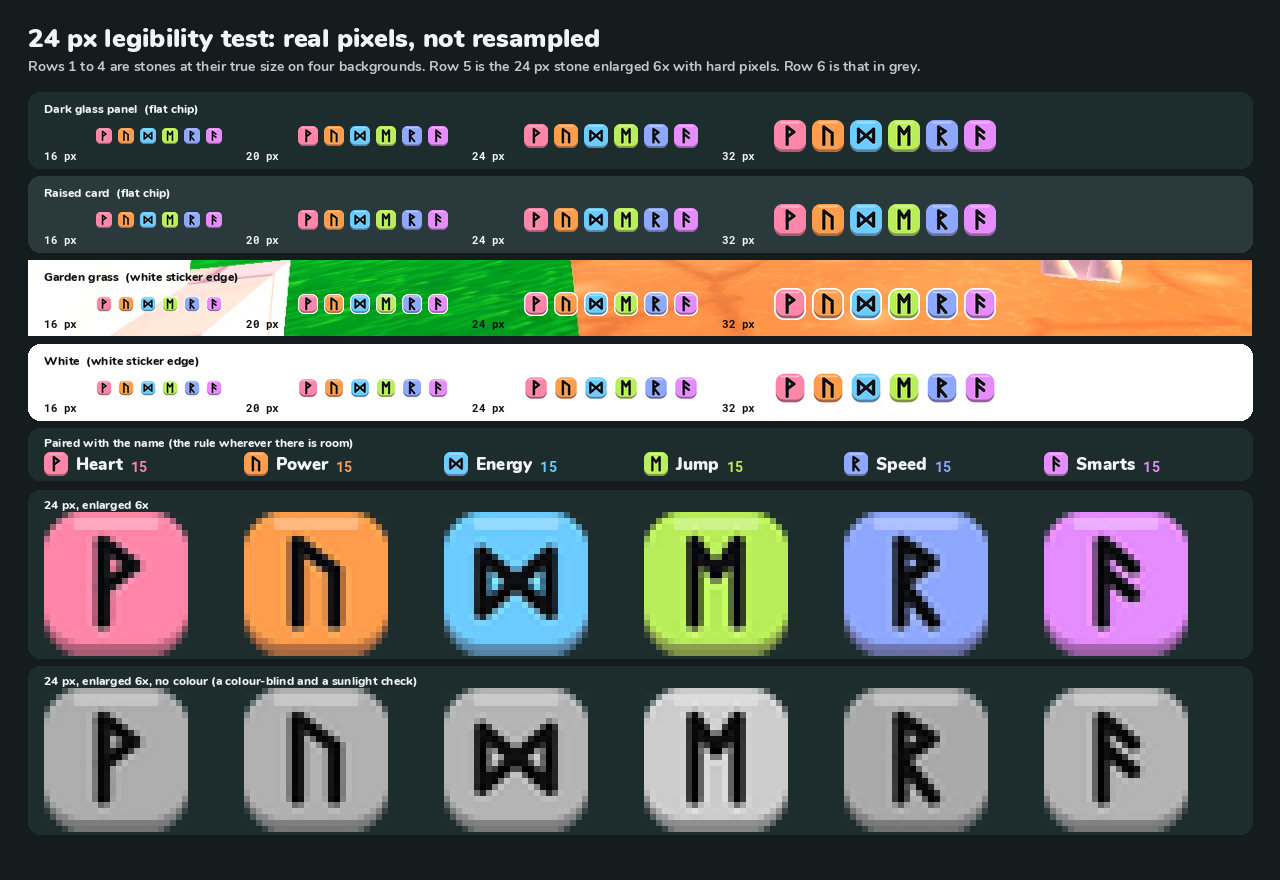 24 px legibility test: real pixels, not resampled
Rows 1 to 4 are stones at their true size on four backgrounds. Row 5 is the 24 px stone enlarged 6x with hard pixels. Row 6 is that in grey.
Dark glass panel (flat chip)
ᚹ ᚢ ᛞ ᛖ ᚱ ᚨ ᚹ ᚢ ᛞ ᛖ ᚱ ᚨ ᚹ ᚢ ᛞ ᛖ ᚱ ᚨ ᚹ ᚢ ᛞ ᛖ ᚱ ᚨ
16 px 20 px 24 px 32 px
Raised card (flat chip)
ᚹ ᚢ ᛞ ᛖ ᚱ ᚨ ᚹ ᚢ ᛞ ᛖ ᚱ ᚨ ᚹ ᚢ ᛞ ᛖ ᚱ ᚨ ᚹ ᚢ ᛞ ᛖ ᚱ ᚨ
16 px 20 px 24 px 32 px
Garden grass (white sticker edge)
ᚹ ᚢ ᛞ ᛖ ᚱ ᚨ ᚹ ᚢ ᛞ ᛖ ᚱ ᚨ ᚹ ᚢ ᛞ ᛖ ᚱ ᚨ ᚹ ᚢ ᛞ ᛖ ᚱ ᚨ
16 px 20 px 24 px 32 px
White (white sticker edge)
ᚹ ᚢ ᛞ ᛖ ᚱ ᚨ ᚹ ᚢ ᛞ ᛖ ᚱ ᚨ ᚹ ᚢ ᛞ ᛖ ᚱ ᚨ ᚹ ᚢ ᛞ ᛖ ᚱ ᚨ
16 px 20 px 24 px 32 px
Paired with the name (the rule wherever there is room)
ᚹ Heart 15 ᚢ Power 15 ᛞ Energy 15 ᛖ Jump 15 ᚱ Speed 15 ᚨ Smarts 15
24 px, enlarged 6x
ᚹ ᚢ ᛞ ᛖ ᚱ ᚨ
24 px, enlarged 6x, no colour (a colour-blind and a sunlight check)
ᚹ ᚢ ᛞ ᛖ ᚱ ᚨ